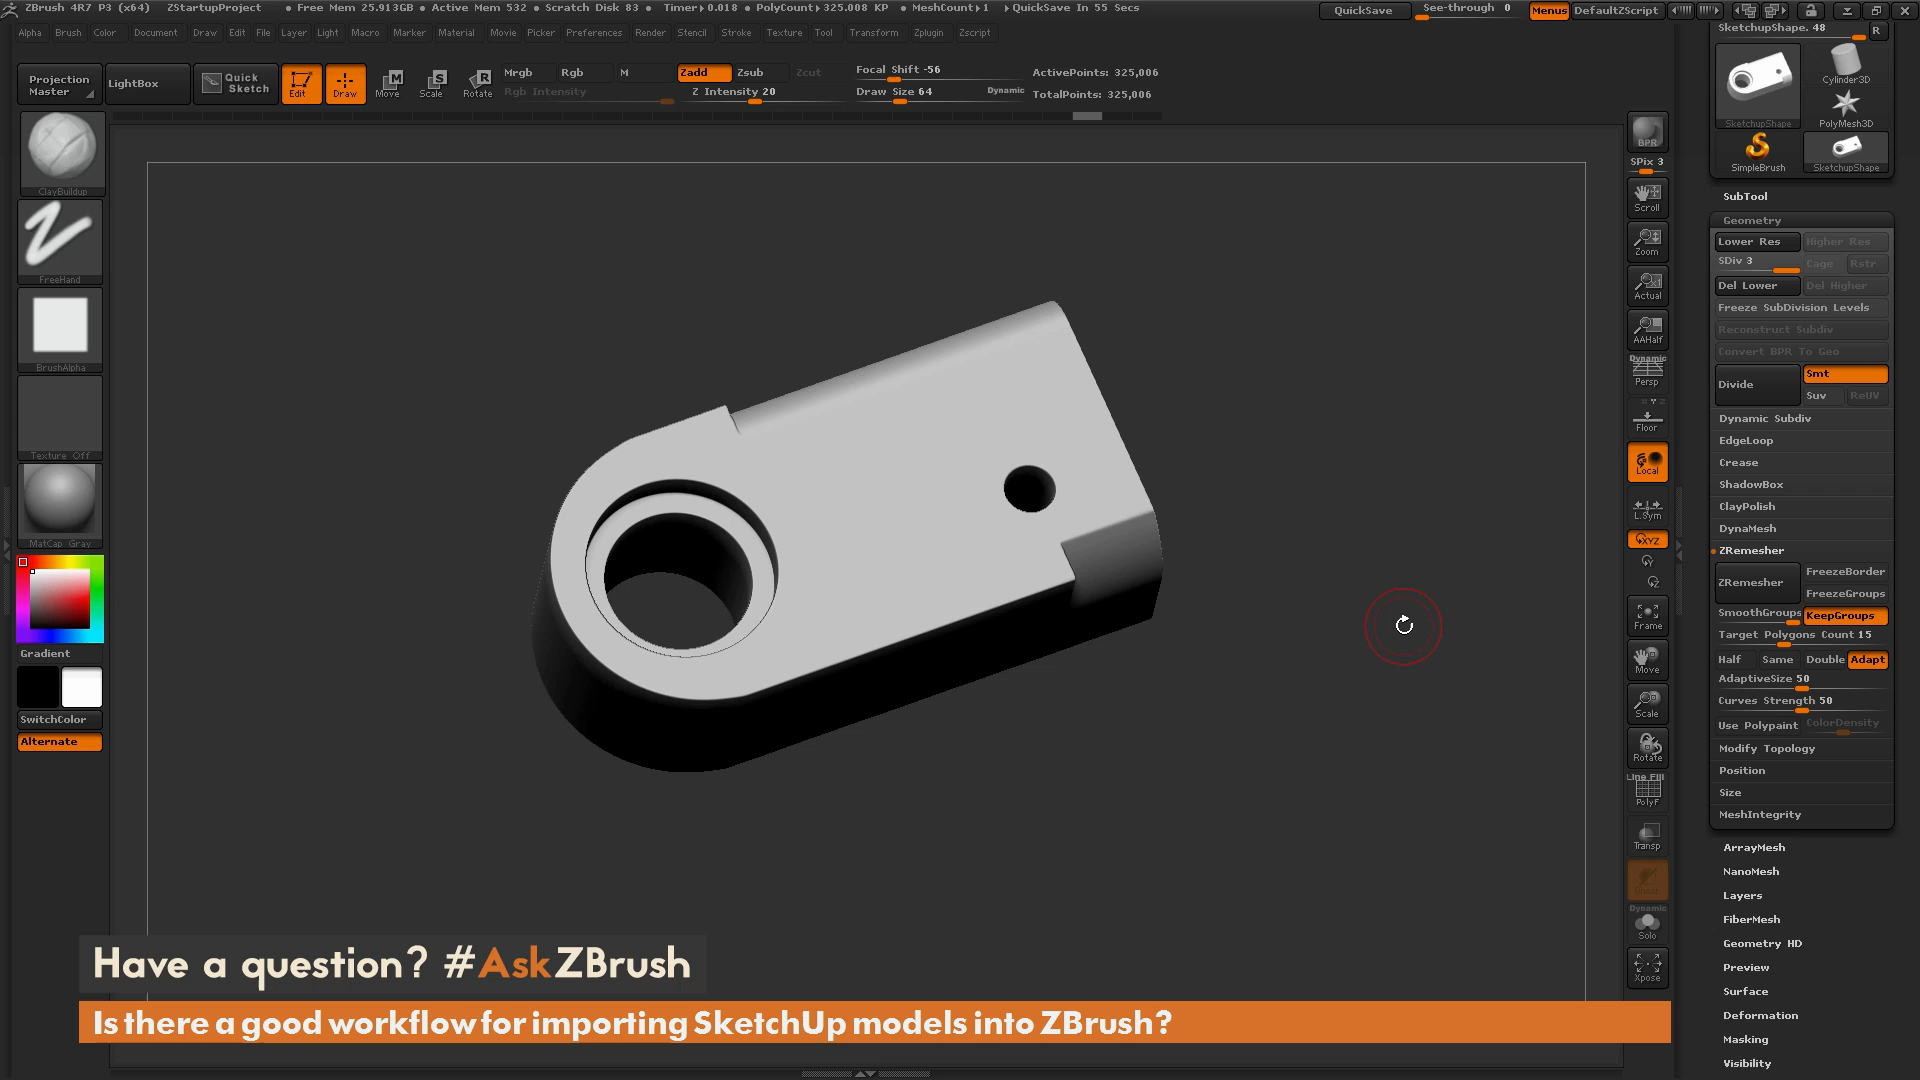 ZBrush 4R7 P3 (x64) ZStartupProject • Free Mem 25.913GB • Active Mem 532 • Scratch Disk 83 • Timer▸0.018 • PolyCount▸325.008 KP • MeshCount▸1 ▸QuickSave In 55 Secs QuickSave See-through 0 Menus DefaultZScript
Alpha Brush Color Document Draw Edit File Layer Light Macro Marker Material Movie Picker Preferences Render Stencil Stroke Texture Tool Transform Zplugin Zscript
Projection Master
LightBox
Quick Sketch
Edit
Draw
Move
Scale
Rotate
Mrgb Rgb M
Rgb Intensity
Zadd Zsub Zcut
Z Intensity 20
Focal Shift -56
Draw Size 64 Dynamic
ActivePoints: 325,006
TotalPoints: 325,006
ClayBuildup
FreeHand
BrushAlpha
Texture Off
MatCap Gray
Gradient
SwitchColor
Alternate
BPR
SPix 3
Scroll
Zoom
Actual
AAHalf
Dynamic
Persp
Floor
Local
L.Sym
XYZ
Frame
Move
Scale
Rotate
Line Fill
PolyF
Transp
Ghost
Dynamic
Solo
Xpose
SketchupShape. 48 R
SketchupShape
Cylinder3D
PolyMesh3D
SimpleBrush
SketchupShape
SubTool
Geometry
Lower Res Higher Res
SDiv 3 Cage Rstr
Del Lower Del Higher
Freeze SubDivision Levels
Reconstruct Subdiv
Convert BPR To Geo
Divide Smt
Suv ReUV
Dynamic Subdiv
EdgeLoop
Crease
ShadowBox
ClayPolish
DynaMesh
ZRemesher
ZRemesher FreezeBorder
FreezeGroups
SmoothGroups KeepGroups
Target Polygons Count 15
Half Same Double Adapt
AdaptiveSize 50
Curves Strength 50
Use Polypaint ColorDensity
Modify Topology
Position
Size
MeshIntegrity
ArrayMesh
NanoMesh
Layers
FiberMesh
Geometry HD
Preview
Surface
Deformation
Masking
Visibility
Have a question? #AskZBrush
Is there a good workflow for importing SketchUp models into ZBrush?